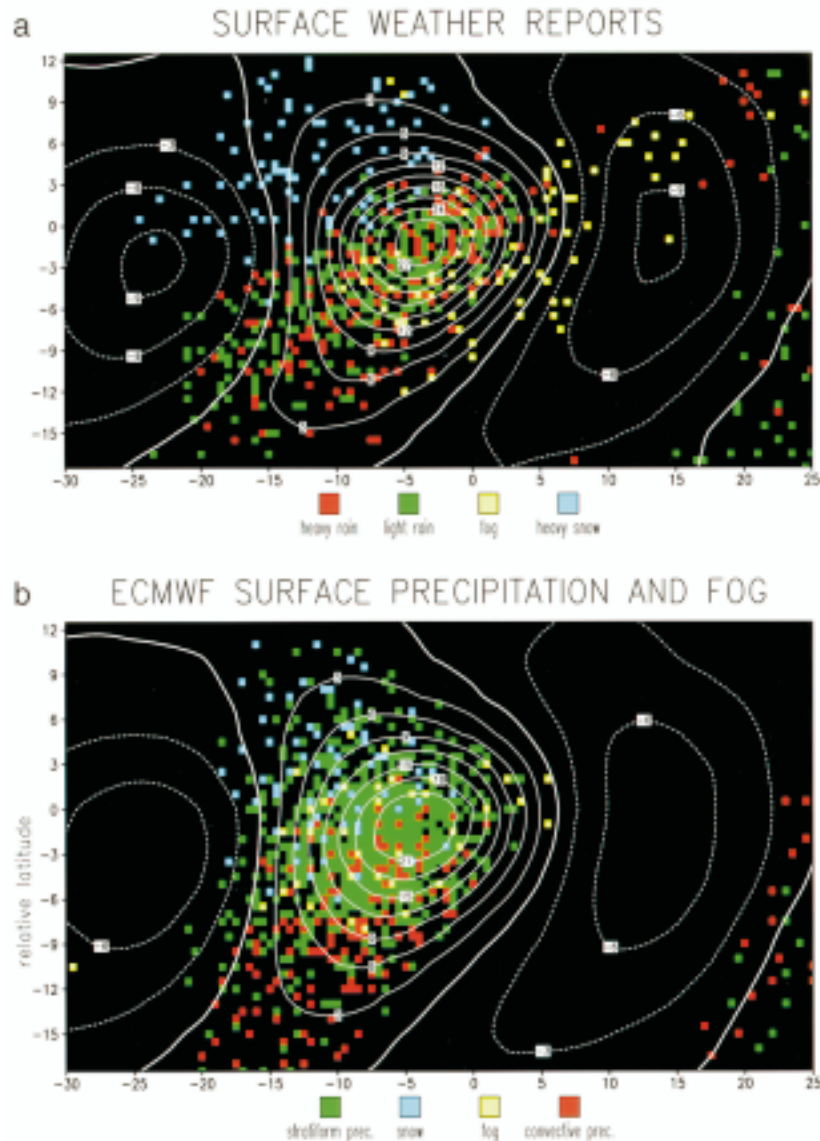 a
SURFACE WEATHER REPORTS
12
9
6
3
0
-3
-6
-9
-12
-15
-30 -25 -20 -15 -10 -5 0 5 10 15 20 25
heavy rain light rain fog heavy snow
b
ECMWF SURFACE PRECIPITATION AND FOG
12
9
6
3
0
-3
-6
-9
-12
-15
relative latitude
-30 -25 -20 -15 -10 -5 0 5 10 15 20 25
stratiform prec. snow fog convective prec.